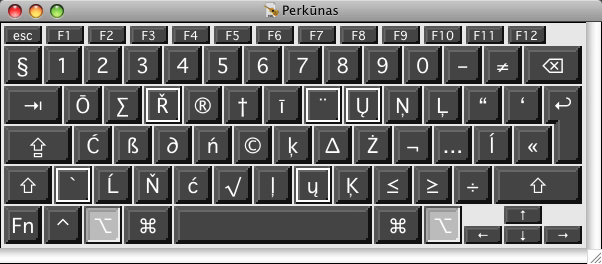 Perkūnas
esc F1 F2 F3 F4 F5 F6 F7 F8 F9 F10 F11 F12
§ 1 2 3 4 5 6 7 8 9 0 – ≠ ⌫
⇥ Ō ∑ Ř ® † ī ¨ Ų Ņ Ļ “ ‘ ↩
⇪ Ć ß ∂ ń © ķ ∆ Ż ¬ … Í «
⇧ ` Ĺ Ň ć √ ļ ų Ķ ≤ ≥ ÷ ⇧
Fn ^ ⌥ ⌘ ⌘ ⌥ ← ↑ ↓ →